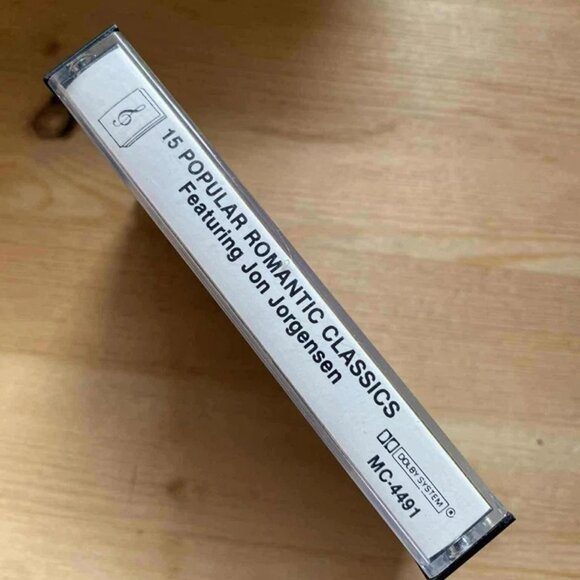 15 POPULAR ROMANTIC CLASSICS
Featuring Jon Jorgensen
DOLBY SYSTEM
MC-4491